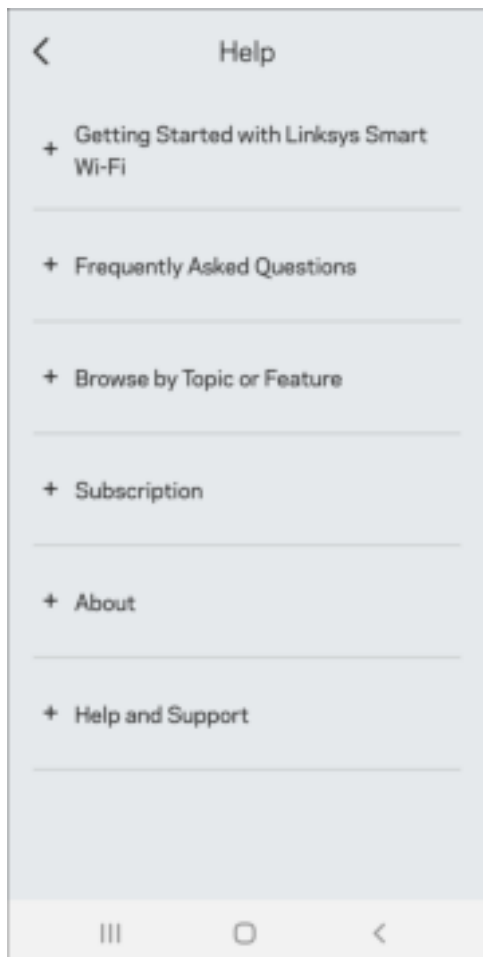 Help
+ Getting Started with Linksys Smart
Wi-Fi
+ Frequently Asked Questions
+ Browse by Topic or Feature
+ Subscription
+ About
+ Help and Support